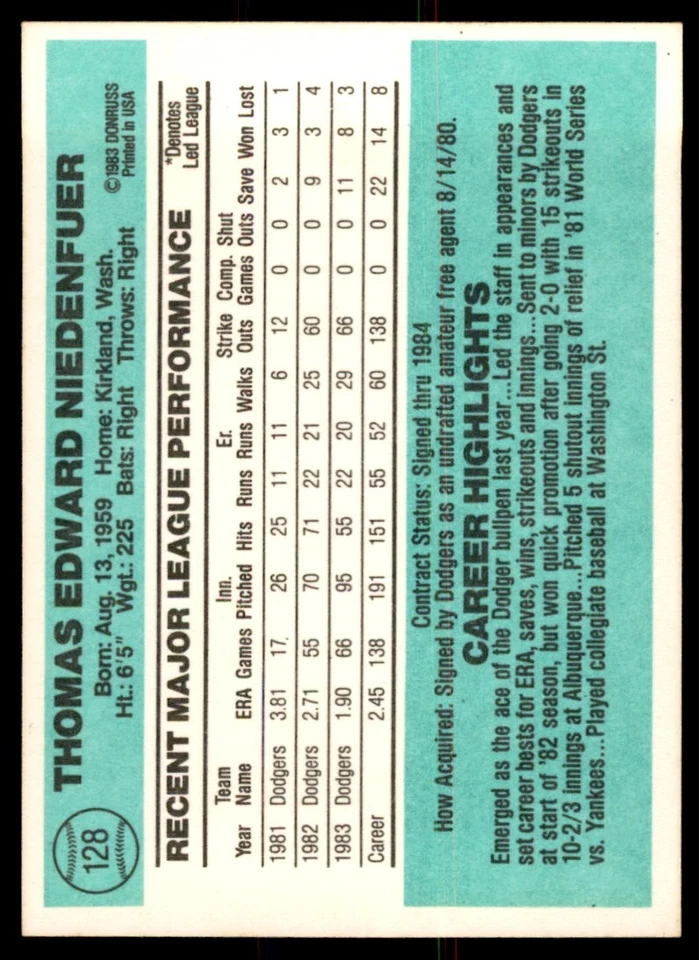 128
THOMAS EDWARD NIEDENFUER
Born: Aug. 13, 1959 Home: Kirkland, Wash. ©1983 DONRUSS
Ht.: 6'5" Wgt.: 225 Bats: Right Throws: Right Printed in USA
RECENT MAJOR LEAGUE PERFORMANCE *Denotes
Led League
Team Inn. Er. Strike Comp. Shut
Year Name ERA Games Pitched Hits Runs Runs Walks Outs Games Outs Save Won Lost
1981 Dodgers 3.81 17. 26 25 11 11 6 12 0 0 2 3 1
1982 Dodgers 2.71 55 70 71 22 21 25 60 0 0 9 3 4
1983 Dodgers 1.90 66 95 55 22 20 29 66 0 0 11 8 3
Career 2.45 138 191 151 55 52 60 138 0 0 22 14 8
Contract Status: Signed thru 1984
How Acquired: Signed by Dodgers as an undrafted amateur free agent 8/14/80.
CAREER HIGHLIGHTS
Emerged as the ace of the Dodger bullpen last year...Led the staff in appearances and
set career bests for ERA, saves, wins, strikeouts and innings...Sent to minors by Dodgers
at start of '82 season, but won quick promotion after going 2-0 with 15 strikeouts in
10-2/3 innings at Albuquerque...Pitched 5 shutout innings of relief in '81 World Series
vs. Yankees...Played collegiate baseball at Washington St.